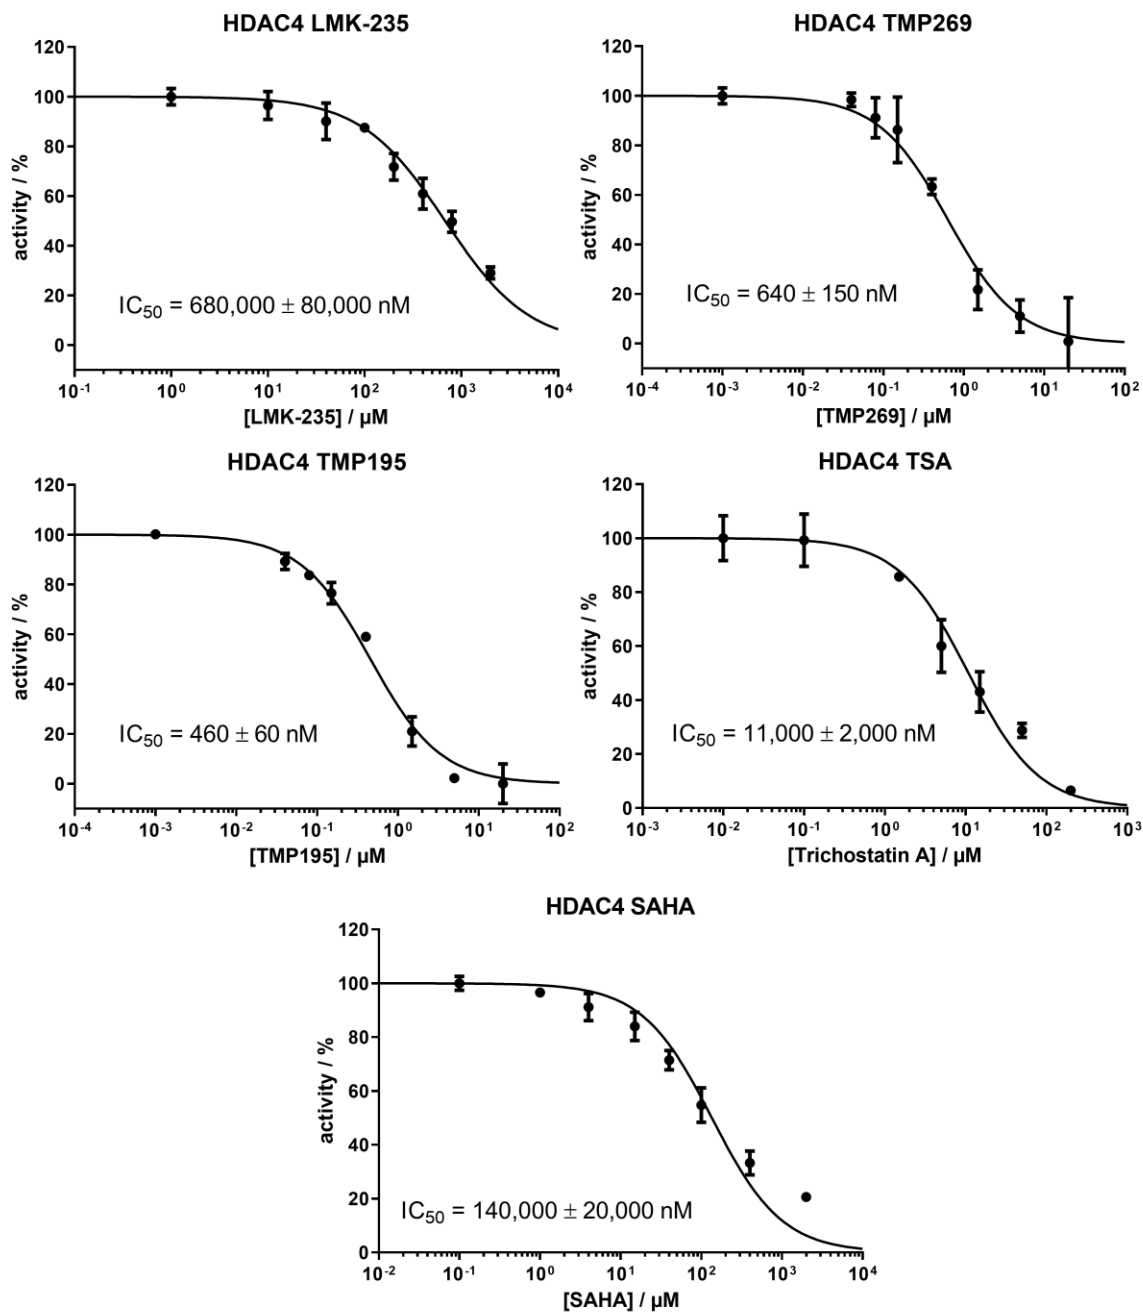 HDAC4 LMK-235
120
100
80
60
40
20
0
activity / %
IC50 = 680,000 ± 80,000 nM
10-1 100 101 102 103 104
[LMK-235] / µM
HDAC4 TMP269
120
100
80
60
40
20
0
activity / %
IC50 = 640 ± 150 nM
10-4 10-3 10-2 10-1 100 101 102
[TMP269] / µM
HDAC4 TMP195
120
100
80
60
40
20
0
activity / %
IC50 = 460 ± 60 nM
10-4 10-3 10-2 10-1 100 101 102
[TMP195] / µM
HDAC4 TSA
120
100
80
60
40
20
0
activity / %
IC50 = 11,000 ± 2,000 nM
10-3 10-2 10-1 100 101 102 103
[Trichostatin A] / µM
HDAC4 SAHA
120
100
80
60
40
20
0
activity / %
IC50 = 140,000 ± 20,000 nM
10-2 10-1 100 101 102 103 104
[SAHA] / µM